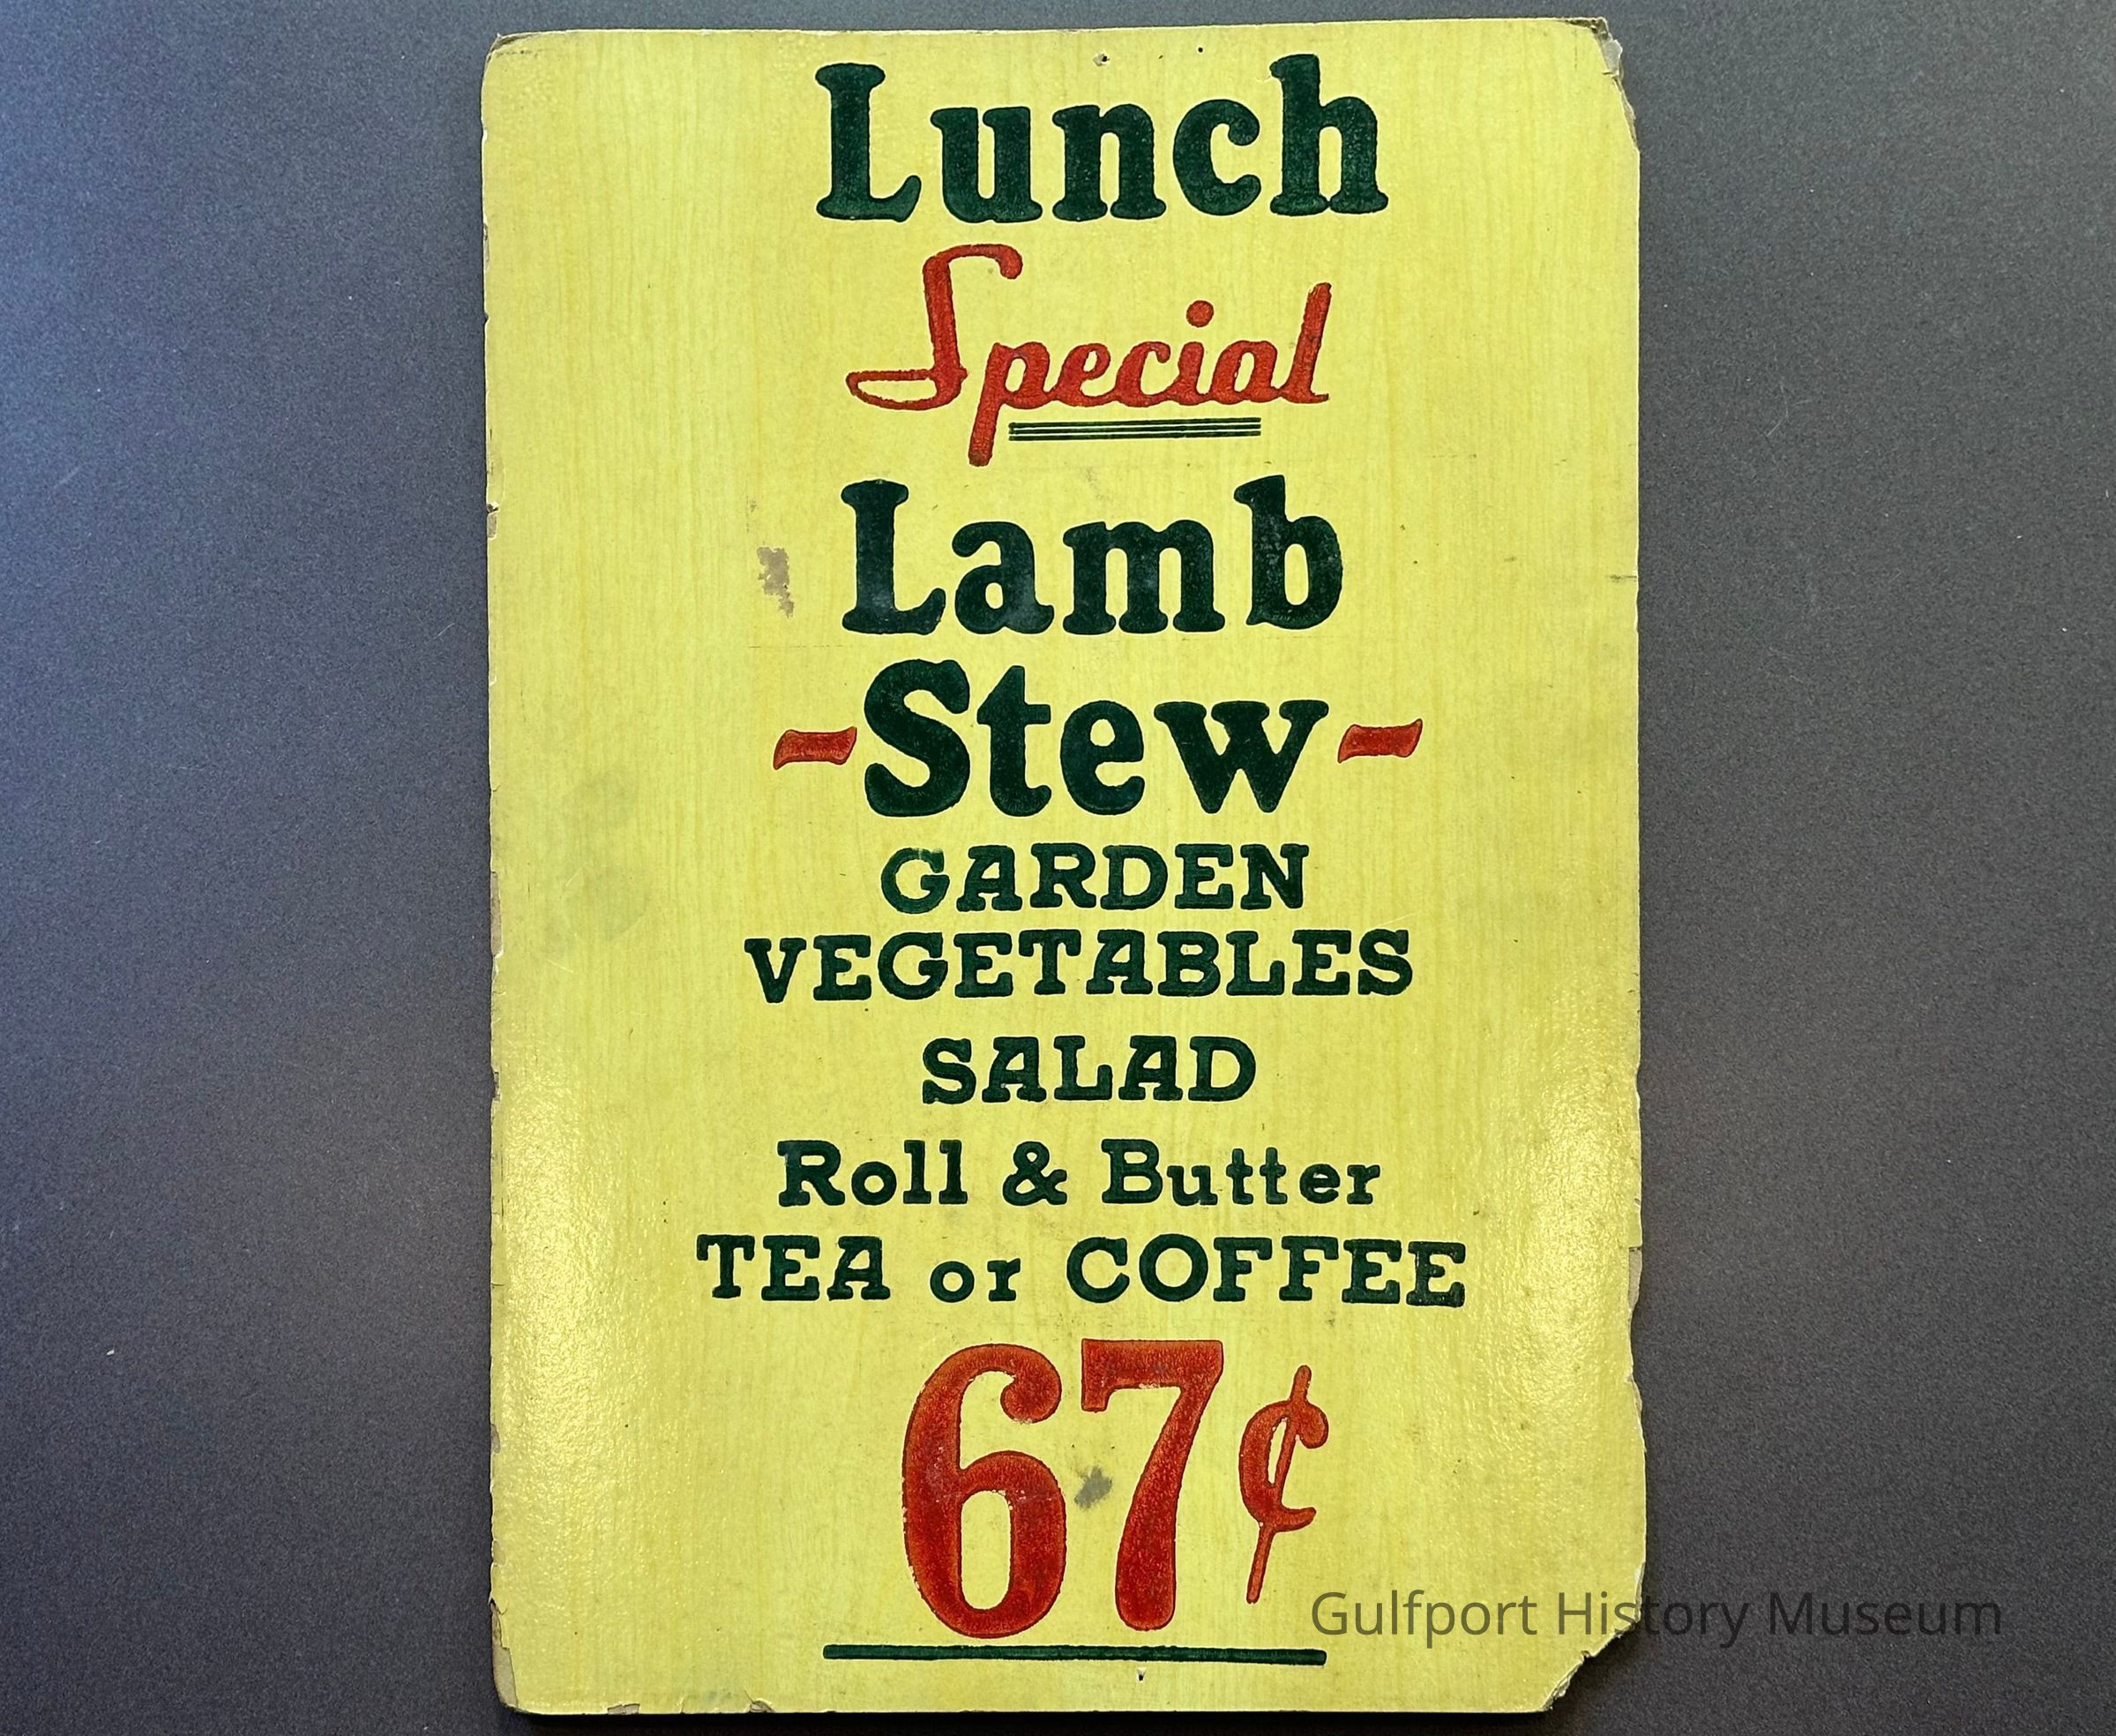 Lunch
Special
Lamb
-Stew-
GARDEN
VEGETABLES
SALAD
Roll & Butter
TEA or COFFEE
67¢
Gulfport History Museum